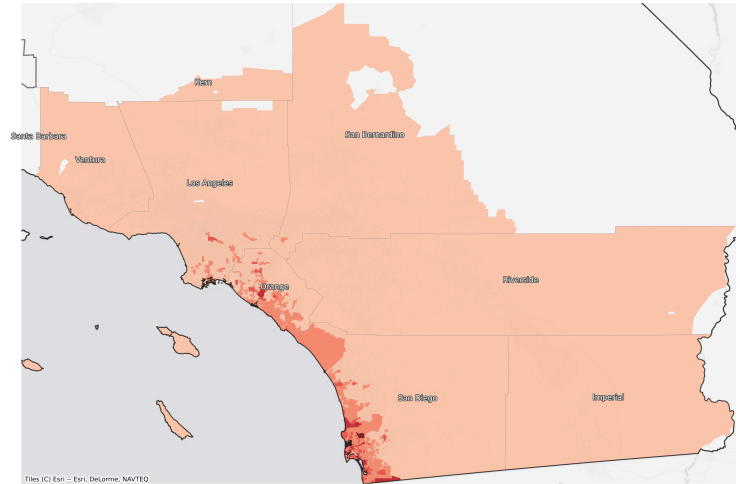 Kern
Santa Barbara
San Bernardino
Ventura
Los Angeles
Riverside
Orange
San Diego
Imperial
Tiles (C) Esri -- Esri, DeLorme, NAVTEQ